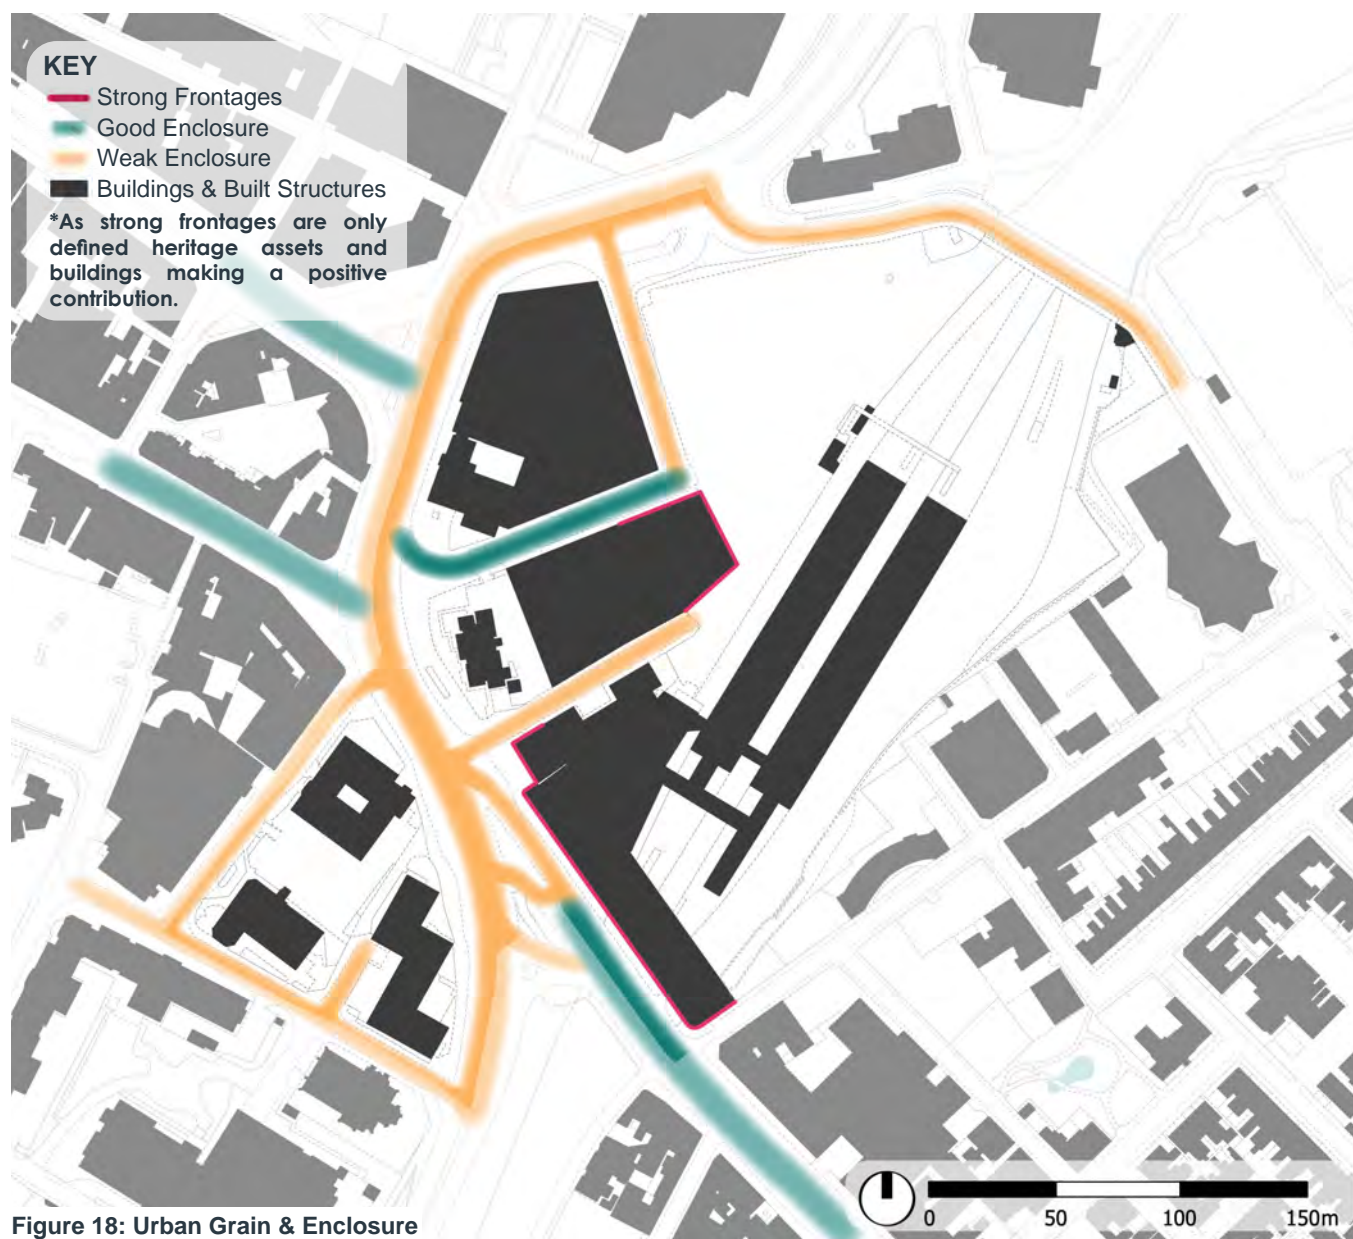 KEY
Strong Frontages
Good Enclosure
Weak Enclosure
Buildings & Built Structures
*As strong frontages are only
defined heritage assets and
buildings making a positive
contribution.
0 50 100 150m
Figure 18: Urban Grain & Enclosure